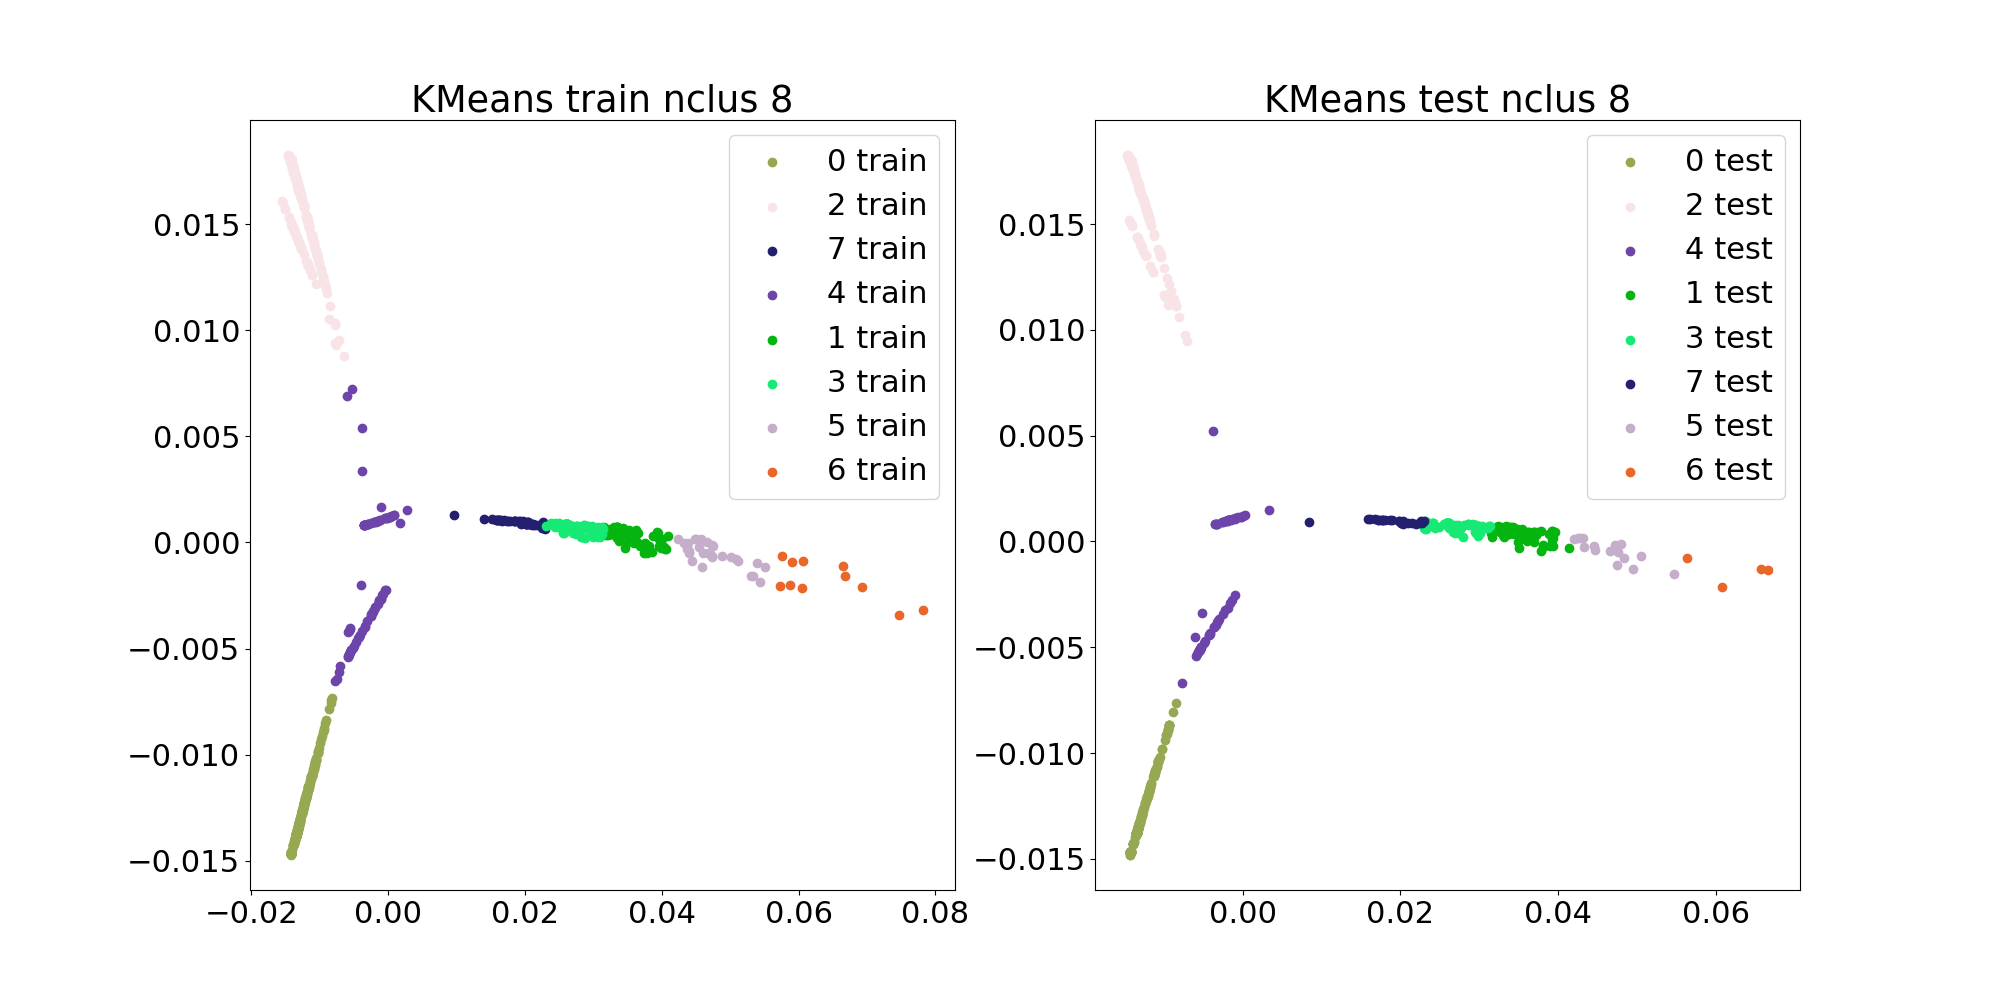 KMeans train nclus 8
0.015
0.010
0.005
0.000
−0.005
−0.010
−0.015
−0.02 0.00 0.02 0.04 0.06 0.08
0 train
2 train
7 train
4 train
1 train
3 train
5 train
6 train
KMeans test nclus 8
0.015
0.010
0.005
0.000
−0.005
−0.010
−0.015
0.00 0.02 0.04 0.06
0 test
2 test
4 test
1 test
3 test
7 test
5 test
6 test